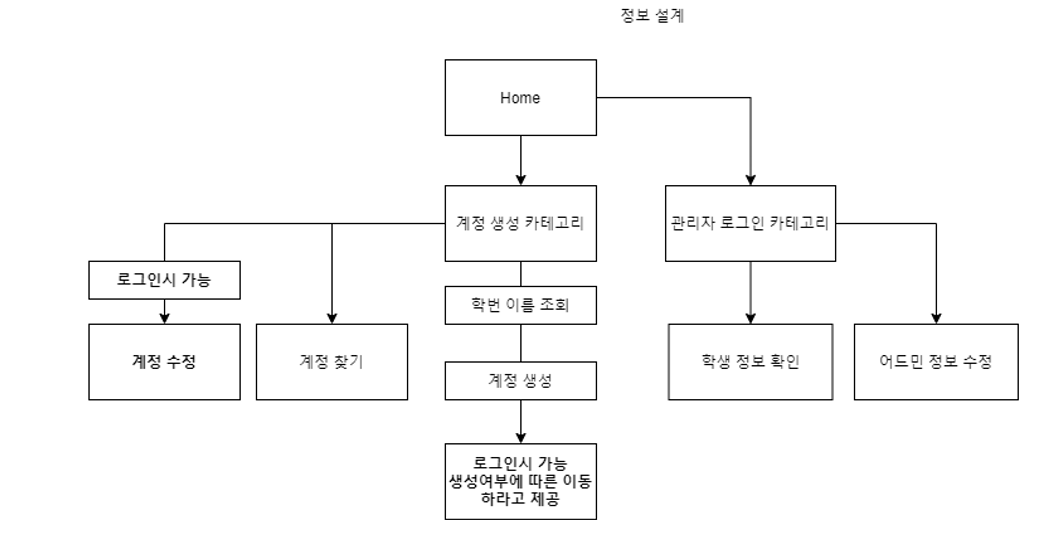 정보 설계
Home
계정 생성 카테고리
관리자 로그인 카테고리
로그인시 가능
학번 이름 조회
계정 수정
계정 찾기
학생 정보 확인
어드민 정보 수정
계정 생성
로그인시 가능
생성여부에 따른 이동
하라고 제공